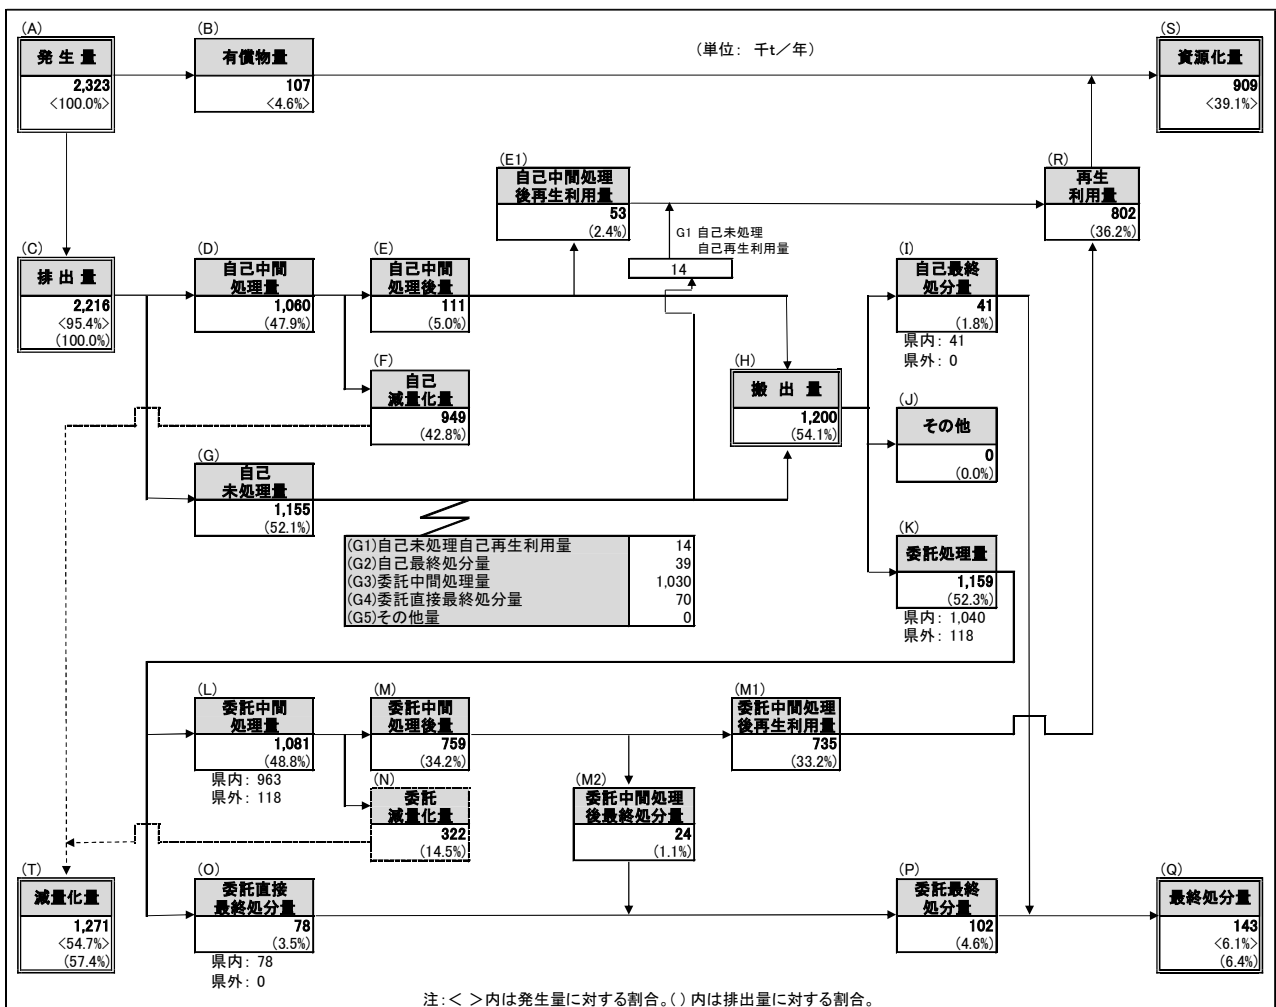 (A)
発 生 量
2,323
<100.0%>
(B)
有償物量
107
<4.6%>
(単位： 千t／年)
(S)
資源化量
909
<39.1%>
(E1)
自己中間処理
後再生利用量
53
(2.4%)
G1 自己未処理
自己再生利用量
14
(R)
再生
利用量
802
(36.2%)
(C)
排 出 量
2,216
<95.4%>
(100.0%)
(D)
自己中間
処理量
1,060
(47.9%)
(E)
自己中間
処理後量
111
(5.0%)
(F)
自己
減量化量
949
(42.8%)
(G)
自己
未処理量
1,155
(52.1%)
(G1)自己未処理自己再生利用量 14
(G2)自己最終処分量 39
(G3)委託中間処理量 1,030
(G4)委託直接最終処分量 70
(G5)その他量 0
(H)
搬 出 量
1,200
(54.1%)
(I)
自己最終
処分量
41
(1.8%)
県内： 41
県外： 0
(J)
その他
0
(0.0%)
(K)
委託処理量
1,159
(52.3%)
県内： 1,040
県外： 118
(L)
委託中間
処理量
1,081
(48.8%)
県内： 963
県外： 118
(M)
委託中間
処理後量
759
(34.2%)
(N)
委託
減量化量
322
(14.5%)
(M1)
委託中間処理
後再生利用量
735
(33.2%)
(M2)
委託中間処理
後最終処分量
24
(1.1%)
(T)
減量化量
1,271
<54.7%>
(57.4%)
(O)
委託直接
最終処分量
78
(3.5%)
県内： 78
県外： 0
(P)
委託最終
処分量
102
(4.6%)
(Q)
最終処分量
143
<6.1%>
(6.4%)
注：< >内は発生量に対する割合。( )内は排出量に対する割合。